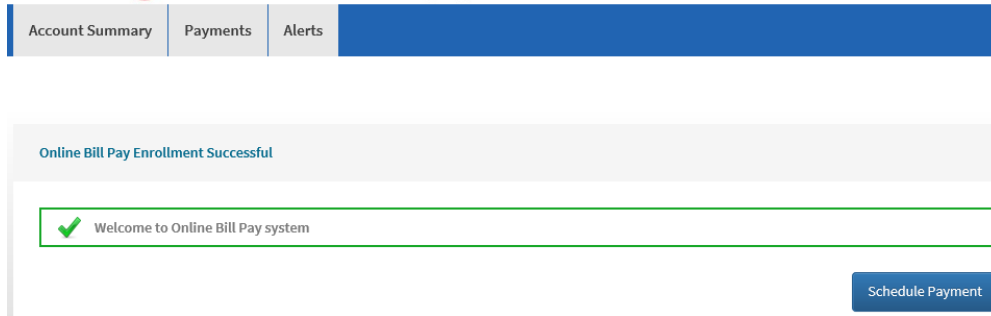 Account Summary Payments Alerts
Online Bill Pay Enrollment Successful
Welcome to Online Bill Pay system
Schedule Payment